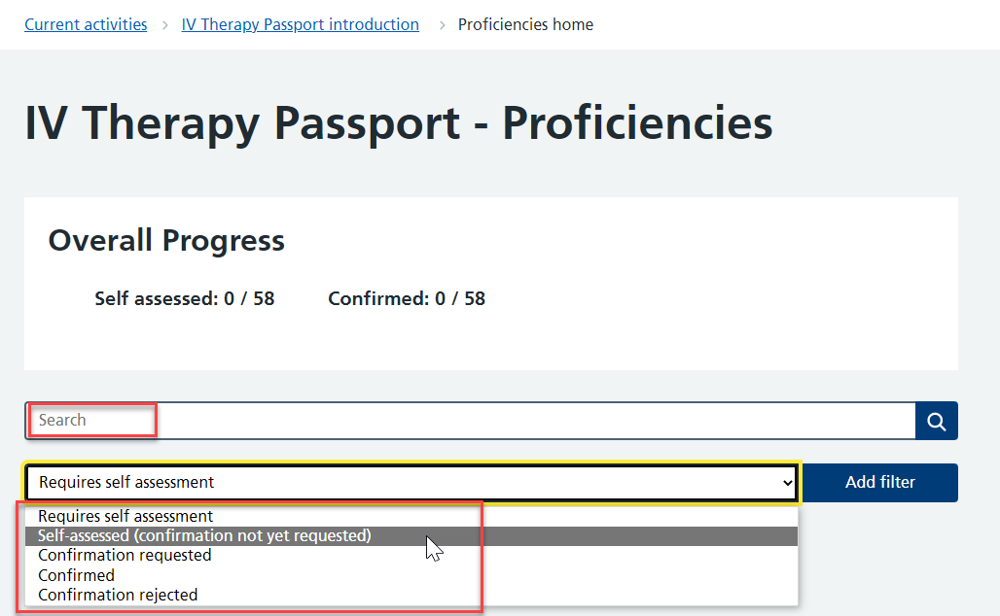 Current activities > IV Therapy Passport introduction > Proficiencies home
IV Therapy Passport - Proficiencies
Overall Progress
Self assessed: 0 / 58 Confirmed: 0 / 58
Search
Requires self assessment Add filter
Requires self assessment
Self-assessed (confirmation not yet requested)
Confirmation requested
Confirmed
Confirmation rejected